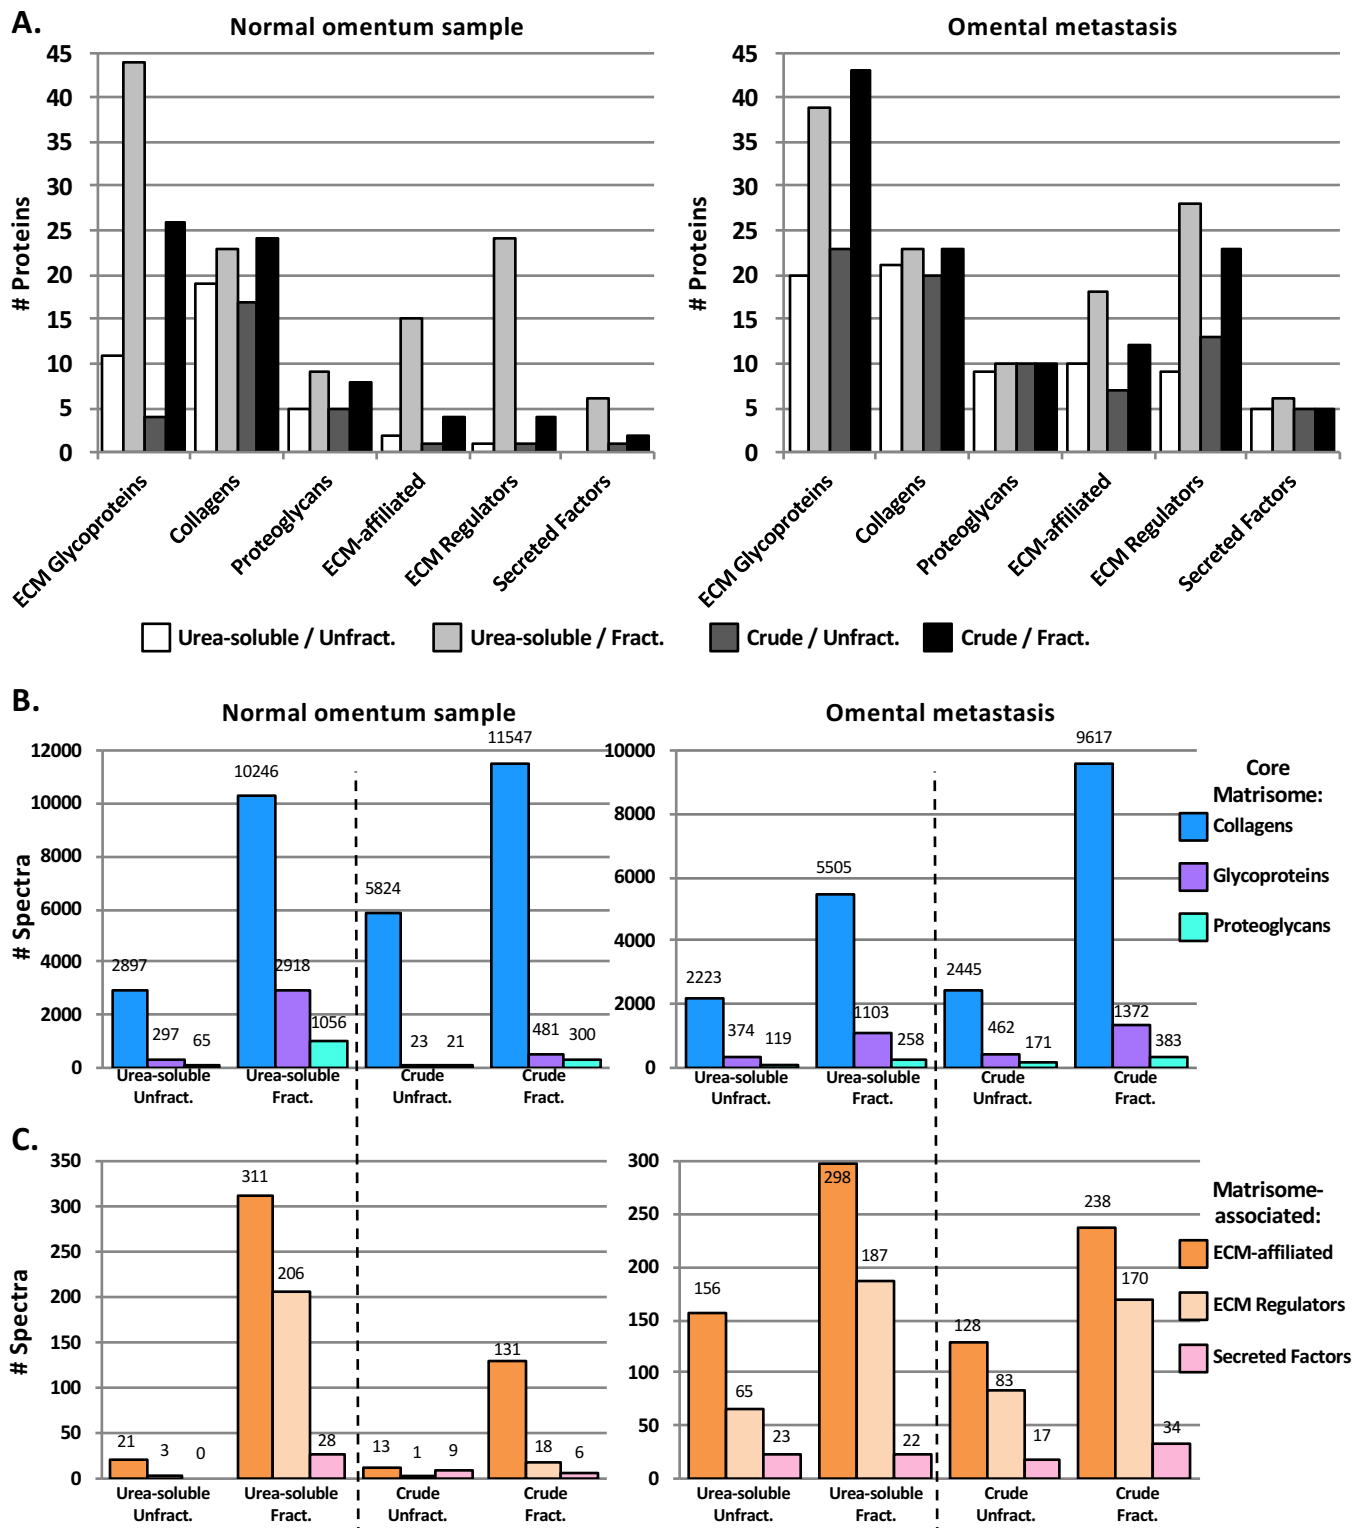 A.
Normal omentum sample
Omental metastasis
45
40
35
30
25
20
15
10
5
0
# Proteins
ECM Glycoproteins
Collagens
Proteoglycans
ECM-affiliated
ECM Regulators
Secreted Factors
45
40
35
30
25
20
15
10
5
0
# Proteins
ECM Glycoproteins
Collagens
Proteoglycans
ECM-affiliated
ECM Regulators
Secreted Factors
Urea-soluble / Unfract.
Urea-soluble / Fract.
Crude / Unfract.
Crude / Fract.
B.
Normal omentum sample
12000
10000
8000
6000
4000
2000
0
# Spectra
2897
297
65
10246
2918
1056
5824
23
21
11547
481
300
Urea-soluble
Unfract.
Urea-soluble
Fract.
Crude
Unfract.
Crude
Fract.
Omental metastasis
10000
8000
6000
4000
2000
0
2223
374
119
5505
1103
258
2445
462
171
9617
1372
383
Urea-soluble
Unfract.
Urea-soluble
Fract.
Crude
Unfract.
Crude
Fract.
Core
Matrisome:
Collagens
Glycoproteins
Proteoglycans
C.
350
300
250
200
150
100
50
0
# Spectra
21
3
0
311
206
28
13
1
9
131
18
6
Urea-soluble
Unfract.
Urea-soluble
Fract.
Crude
Unfract.
Crude
Fract.
300
250
200
150
100
50
0
156
65
23
298
187
22
128
83
17
238
170
34
Urea-soluble
Unfract.
Urea-soluble
Fract.
Crude
Unfract.
Crude
Fract.
Matrisome-
associated:
ECM-affiliated
ECM Regulators
Secreted Factors